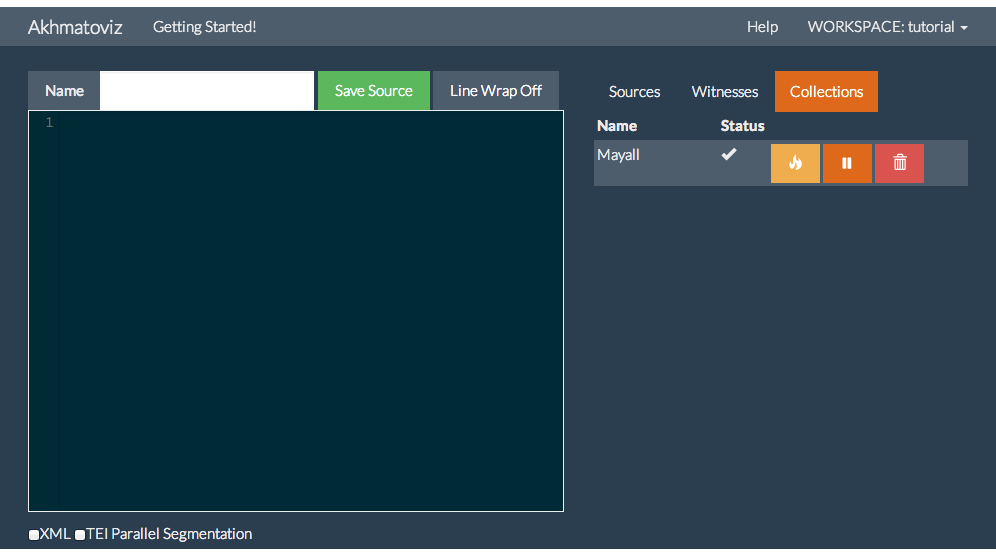 Akhmatoviz Getting Started! Help WORKSPACE: tutorial
Name Save Source Line Wrap Off
Sources Witnesses Collections
Name Status
1
Mayall
XML TEI Parallel Segmentation